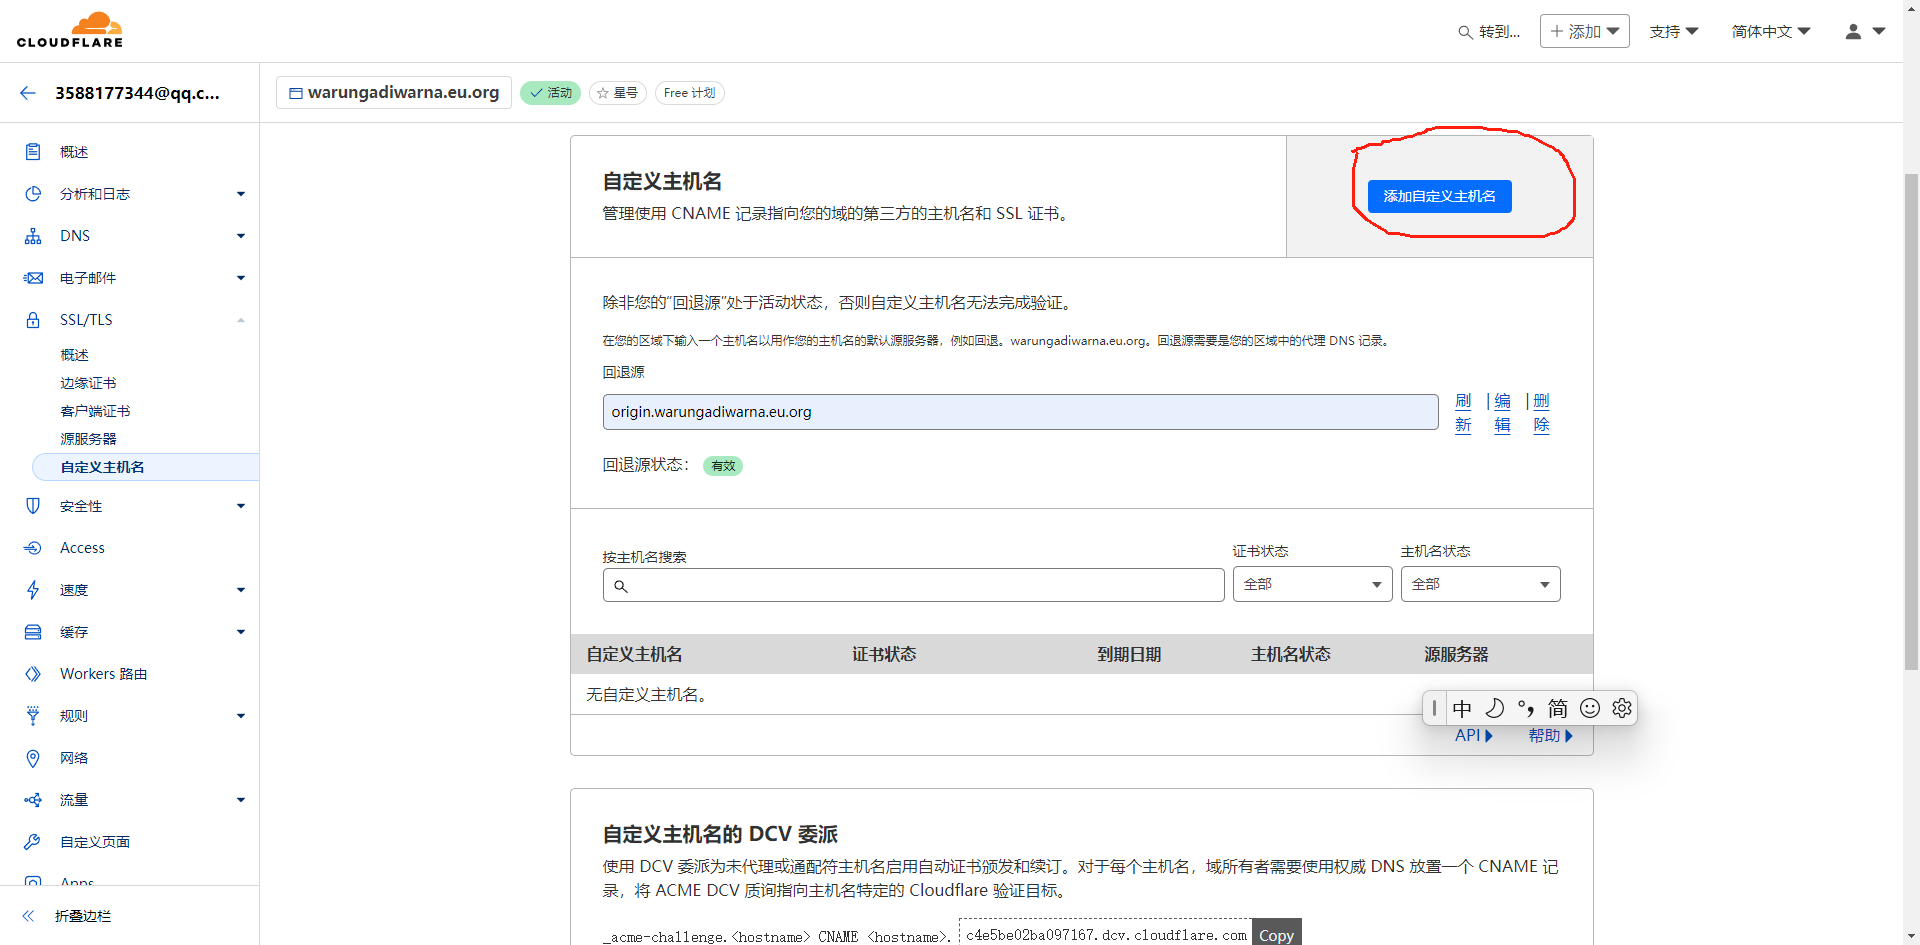 CLOUDFLARE
转到...
添加
支持
简体中文
3588177344@qq.c...
warungadiwarna.eu.org
活动
星号
Free 计划
概述
分析和日志
DNS
电子邮件
SSL/TLS
概述
边缘证书
客户端证书
源服务器
自定义主机名
安全性
Access
速度
缓存
Workers 路由
规则
网络
流量
自定义页面
Apps
折叠边栏
自定义主机名
管理使用 CNAME 记录指向您的域的第三方的主机名和 SSL 证书。
添加自定义主机名
除非您的“回退源”处于活动状态，否则自定义主机名无法完成验证。
在您的区域下输入一个主机名以用作您的主机名的默认源服务器，例如回退。warungadiwarna.eu.org。回退源需要是您的区域中的代理 DNS 记录。
回退源
origin.warungadiwarna.eu.org
刷新
|编辑
|删除
回退源状态： 有效
按主机名搜索
证书状态
主机名状态
全部
全部
自定义主机名 证书状态 到期日期 主机名状态 源服务器
无自定义主机名。
中 °, 简
API
帮助
自定义主机名的 DCV 委派
使用 DCV 委派为未代理或通配符主机名启用自动证书颁发和续订。对于每个主机名，域所有者需要使用权威 DNS 放置一个 CNAME 记
录，将 ACME DCV 质询指向主机名特定的 Cloudflare 验证目标。
_acme-challenge.<hostname> CNAME <hostname>. c4e5be02ba097167.dcv.cloudflare.com Copy